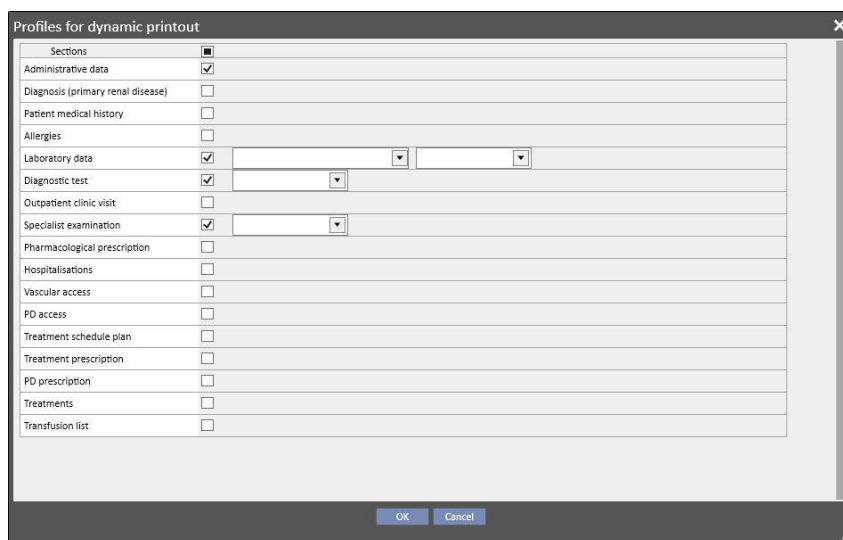 Profiles for dynamic printout
Sections
Administrative data
Diagnosis (primary renal disease)
Patient medical history
Allergies
Laboratory data
Diagnostic test
Outpatient clinic visit
Specialist examination
Pharmacological prescription
Hospitalisations
Vascular access
PD access
Treatment schedule plan
Treatment prescription
PD prescription
Treatments
Transfusion list
OK Cancel